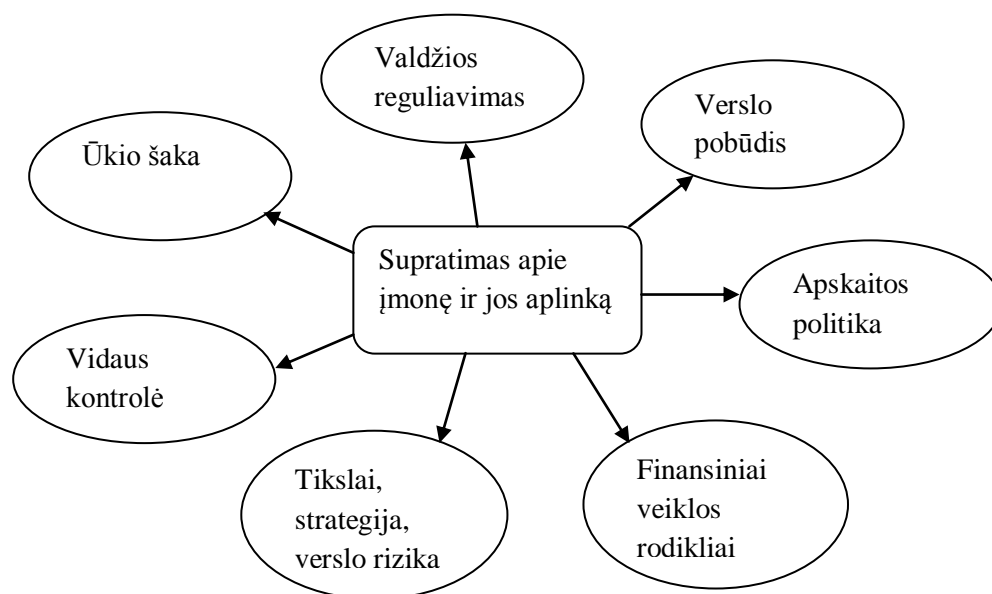 Valdžios
reguliavimas
Verslo
pobūdis
Ūkio šaka
Supratimas apie
įmonę ir jos aplinką
Apskaitos
politika
Vidaus
kontrolė
Tikslai,
strategija,
verslo rizika
Finansiniai
veiklos
rodikliai